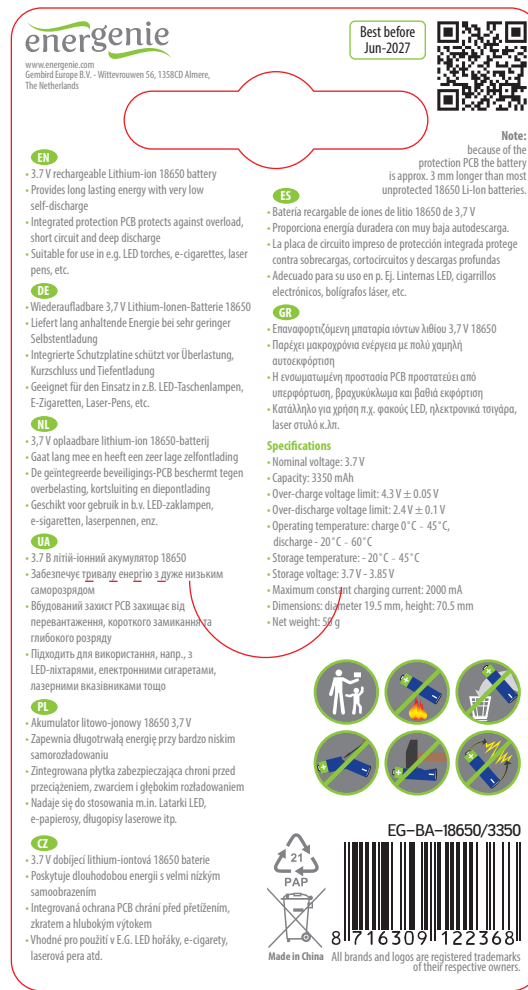 energenie
www.energenie.com
Gembird Europe B.V. - Wittevrouwen 56, 1358CD Almere,
The Netherlands
Best before
Jun-2027
Note:
because of the
protection PCB the battery
is approx. 3 mm longer than most
unprotected 18650 Li-Ion batteries.
EN
• 3.7 V rechargeable Lithium-ion 18650 battery
• Provides long lasting energy with very low
self-discharge
• Integrated protection PCB protects against overload,
short circuit and deep discharge
• Suitable for use in e.g. LED torches, e-cigarettes, laser
pens, etc.
DE
• Wiederaufladbare 3,7 V Lithium-Ionen-Batterie 18650
• Liefert lang anhaltende Energie bei sehr geringer
Selbstentladung
• Integrierte Schutzplatine schützt vor Überlastung,
Kurzschluss und Tiefentladung
• Geeignet für den Einsatz in z.B. LED-Taschenlampen,
E-Zigaretten, Laser-Pens, etc.
NL
• 3,7 V oplaadbare lithium-ion 18650-batterij
• Gaat lang mee en heeft een zeer lage zelfontlading
• De geïntegreerde beveiligings-PCB beschermt tegen
overbelasting, kortsluiting en diepontlading
• Geschikt voor gebruik in b.v. LED-zaklampen,
e-sigaretten, laserpennen, enz.
UA
• 3.7 В літій-іонний акумулятор 18650
• Забезпечує тривалу енергію з дуже низьким
саморозрядом
• Вбудований захист PCB захищає від
перевантаження, короткого замикання та
глибокого розряду
• Підходить для використання, напр., з
LED-ліхтарями, електронними сигаретами,
лазерними вказівниками тощо
PL
• Akumulator litowo-jonowy 18650 3,7 V
• Zapewnia długotrwałą energię przy bardzo niskim
samorozładowaniu
• Zintegrowana płytka zabezpieczająca chroni przed
przeciążeniem, zwarciem i głębokim rozładowaniem
• Nadaje się do stosowania m.in. Latarki LED,
e-papierosy, długopisy laserowe itp.
CZ
• 3.7 V dobíjecí lithium-iontová 18650 baterie
• Poskytuje dlouhodobou energii s velmi nízkým
samoobrazením
• Integrovaná ochrana PCB chrání před přetížením,
zkratem a hlubokým výtokem
• Vhodné pro použití v E.G. LED hořáky, e-cigarety,
laserová pera atd.
ES
• Batería recargable de iones de litio 18650 de 3,7 V
• Proporciona energía duradera con muy baja autodescarga.
• La placa de circuito impreso de protección integrada protege
contra sobrecargas, cortocircuitos y descargas profundas
• Adecuado para su uso en p. Ej. Linternas LED, cigarrillos
electrónicos, bolígrafos láser, etc.
GR
• Επαναφορτιζόμενη μπαταρία ιόντων λιθίου 3,7 V 18650
• Παρέχει μακροχρόνια ενέργεια με πολύ χαμηλή
αυτοεκφόρτιση
• Η ενσωματωμένη προστασία PCB προστατεύει από
υπερφόρτωση, βραχυκύκλωμα και βαθιά εκφόρτιση
• Κατάλληλο για χρήση π.χ. φακούς LED, ηλεκτρονικά τσιγάρα,
laser στυλό κ.λπ.
Specifications
• Nominal voltage: 3.7 V
• Capacity: 3350 mAh
• Over-charge voltage limit: 4.3 V ± 0.05 V
• Over-discharge voltage limit: 2.4 V ± 0.1 V
• Operating temperature: charge 0˚C - 45˚C,
discharge - 20˚C - 60˚C
• Storage temperature: - 20˚C - 45˚C
• Storage voltage: 3.7 V - 3.85 V
• Maximum constant charging current: 2000 mA
• Dimensions: diameter 19.5 mm, height: 70.5 mm
• Net weight: 50 g
21
PAP
Made in China
EG-BA-18650/3350
8 716309 122368
All brands and logos are registered trademarks
of their respective owners.